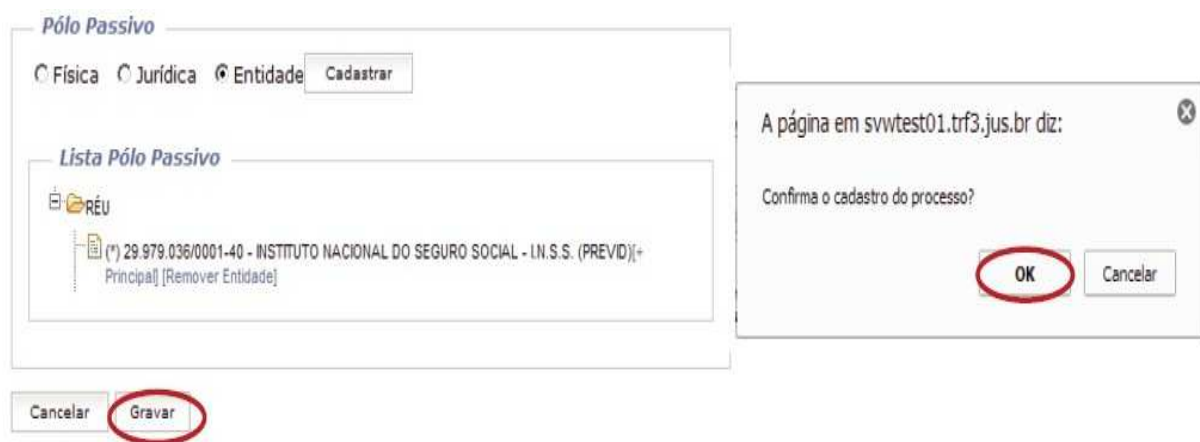 Pólo Passivo
Física Jurídica Entidade Cadastrar
Lista Pólo Passivo
RÉU
(*) 29.979.036/0001-40 - INSTITUTO NACIONAL DO SEGURO SOCIAL - I.N.S.S. (PREVID)[+
Principal] [Remover Entidade]
Cancelar Gravar
A página em svwtest01.trf3.jus.br diz:
Confirma o cadastro do processo?
OK Cancelar